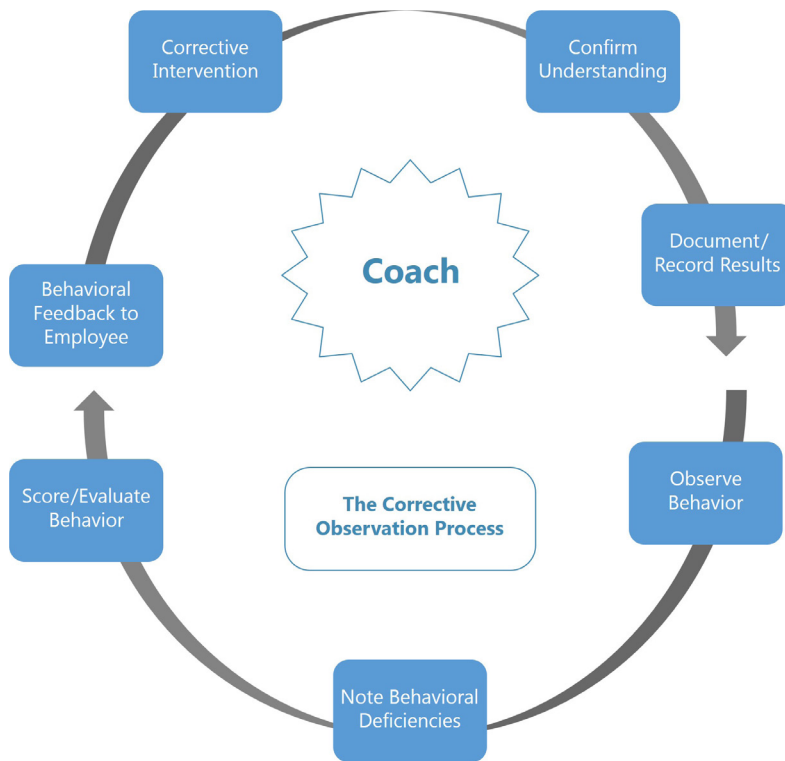 Corrective
Intervention
Confirm
Understanding
Coach
Document/
Record Results
Behavioral
Feedback to
Employee
Score/Evaluate
Behavior
The Corrective
Observation Process
Observe
Behavior
Note Behavioral
Deficiencies